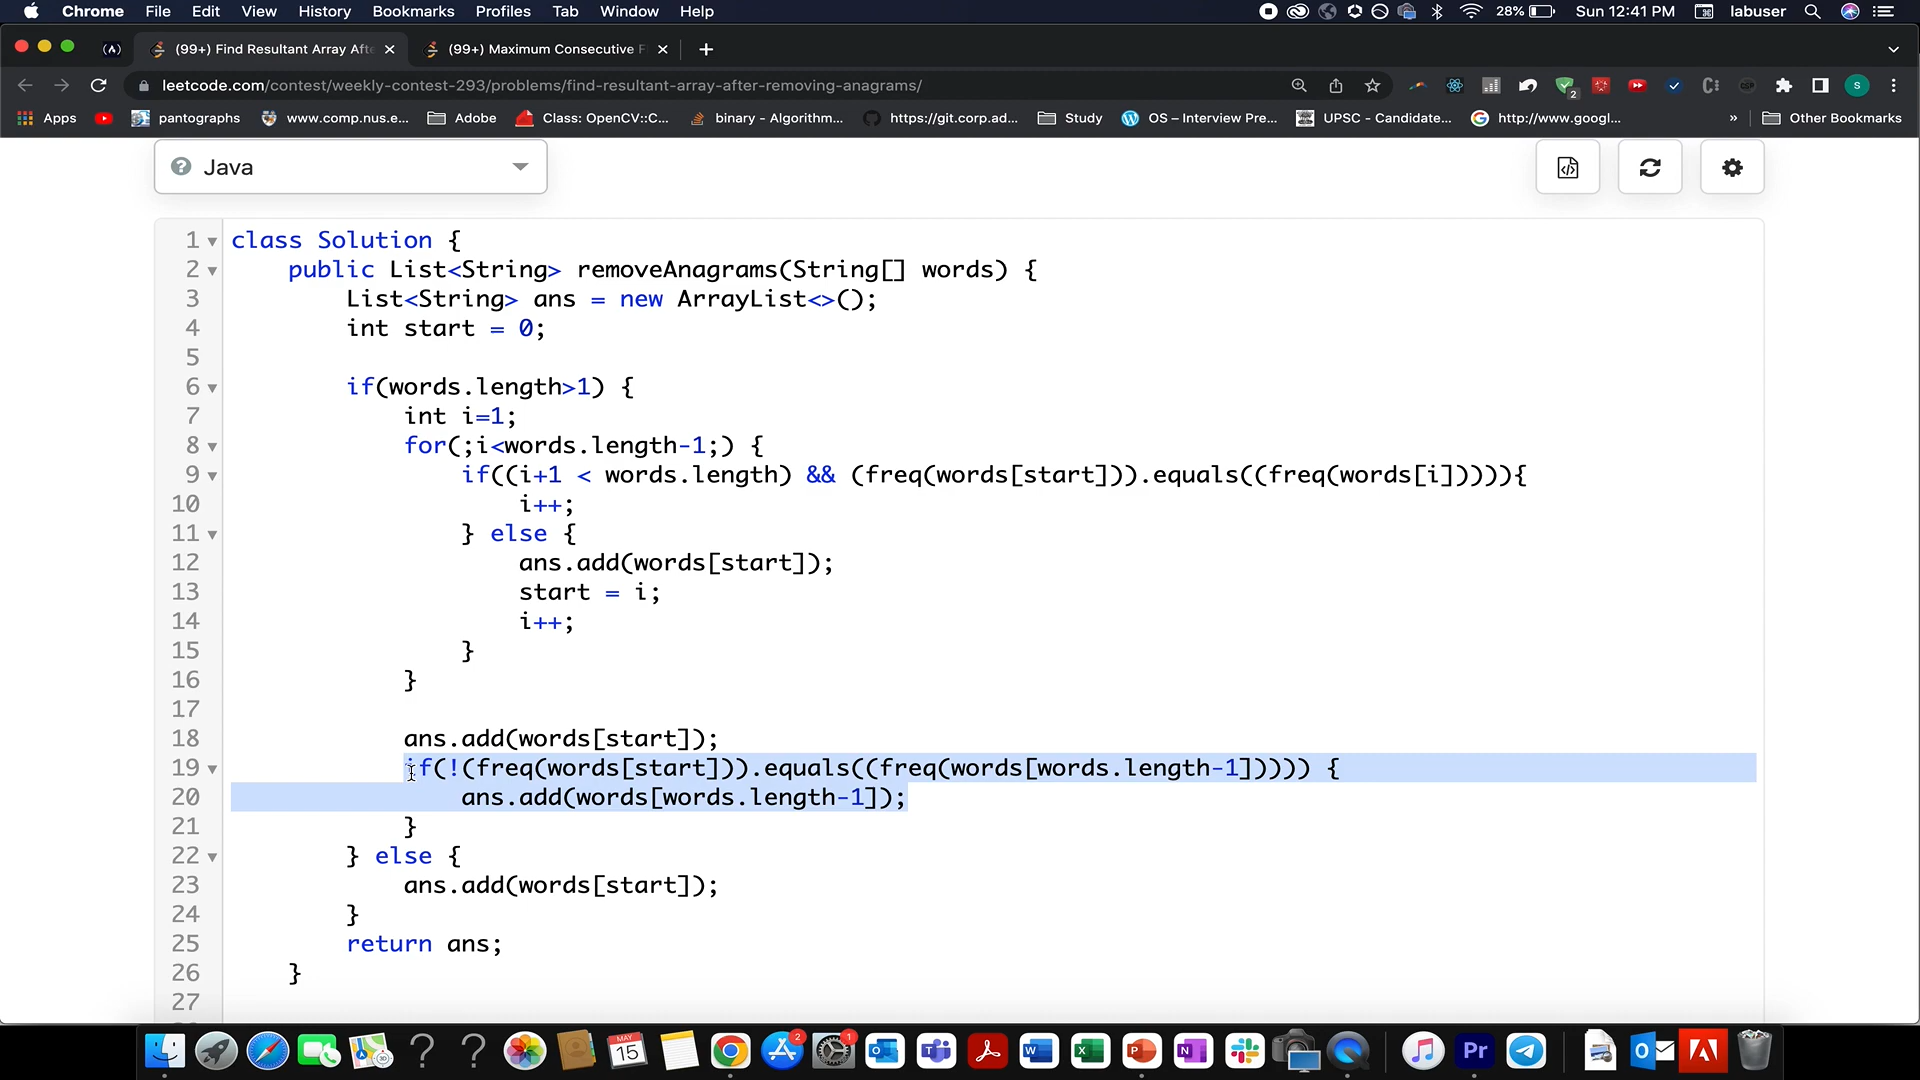 Chrome File Edit View History Bookmarks Profiles Tab Window Help 28% Sun 12:41 PM labuser
(99+) Find Resultant Array Afte (99+) Maximum Consecutive F
leetcode.com/contest/weekly-contest-293/problems/find-resultant-array-after-removing-anagrams/
Apps pantographs www.comp.nus.e... Adobe Class: OpenCV::C... binary - Algorithm... https://git.corp.ad... Study OS – Interview Pre... UPSC - Candidate... http://www.googl... » Other Bookmarks
Java
1 class Solution {
2 public List<String> removeAnagrams(String[] words) {
3 List<String> ans = new ArrayList<>();
4 int start = 0;
5
6 if(words.length>1) {
7 int i=1;
8 for(;i<words.length-1;) {
9 if((i+1 < words.length) && (freq(words[start])).equals((freq(words[i])))){
10 i++;
11 } else {
12 ans.add(words[start]);
13 start = i;
14 i++;
15 }
16 }
17
18 ans.add(words[start]);
19 if(!(freq(words[start])).equals((freq(words[words.length-1])))) {
20 ans.add(words[words.length-1]);
21 }
22 } else {
23 ans.add(words[start]);
24 }
25 return ans;
26 }
27
MAY
15
2
1